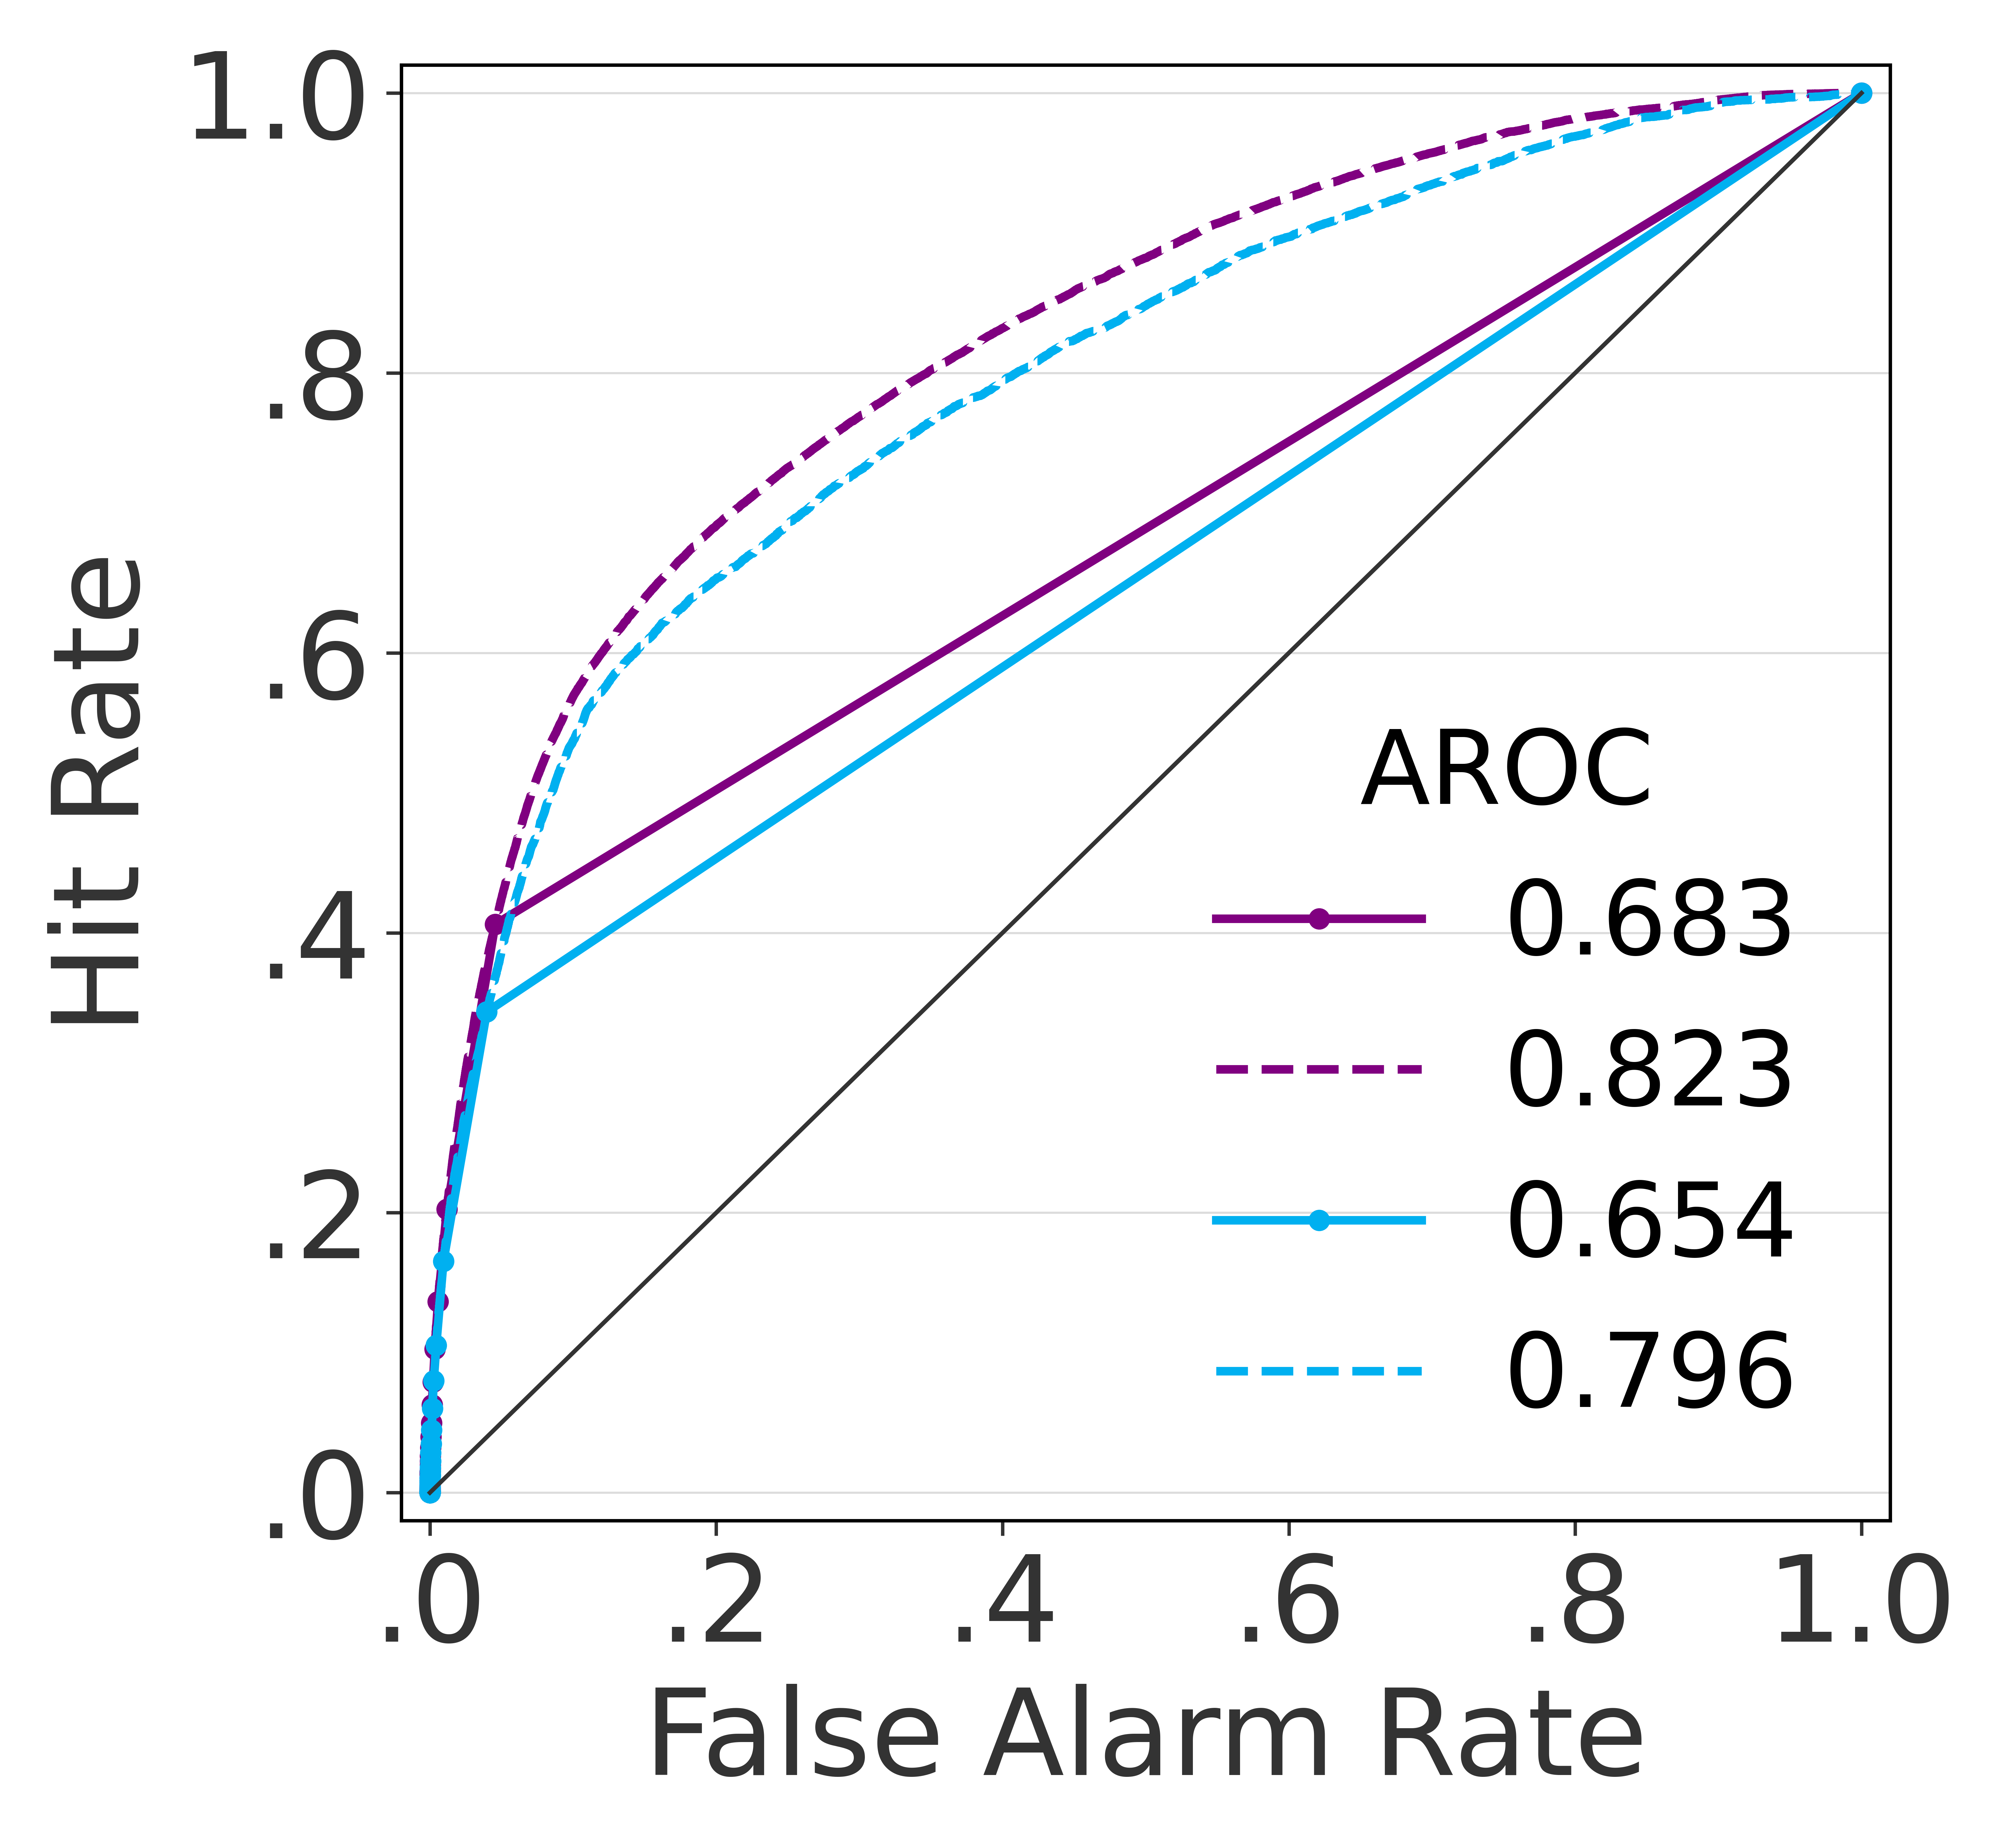 1.0
.8
.6
.4
.2
.0
Hit Rate
AROC
0.683
0.823
0.654
0.796
.0 .2 .4 .6 .8 1.0
False Alarm Rate